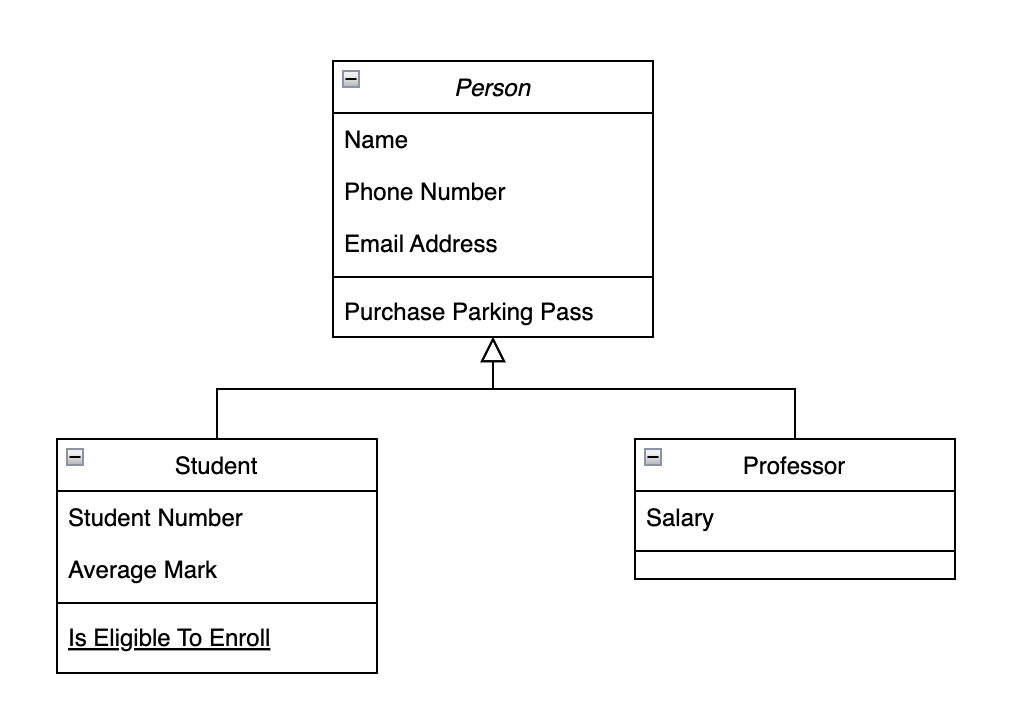 Person
Name
Phone Number
Email Address
Purchase Parking Pass
Student
Student Number
Average Mark
Is Eligible To Enroll
Professor
Salary